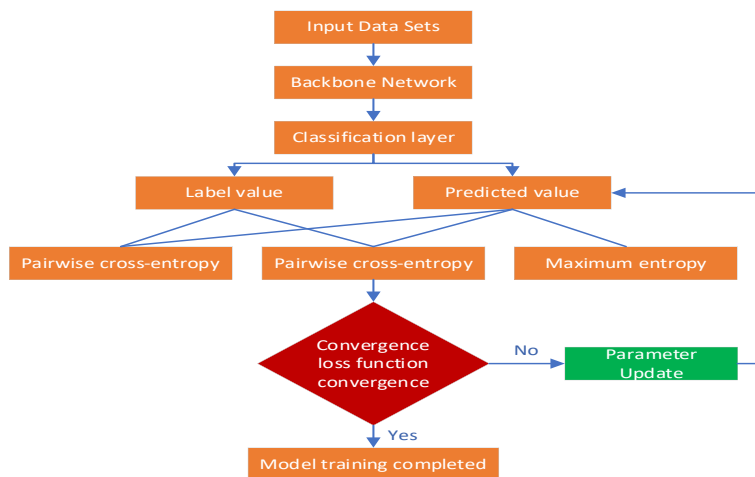 Input Data Sets
Backbone Network
Classification layer
Label value
Predicted value
Pairwise cross-entropy
Pairwise cross-entropy
Maximum entropy
Convergence
loss function
convergence
No
Parameter
Update
Yes
Model training completed